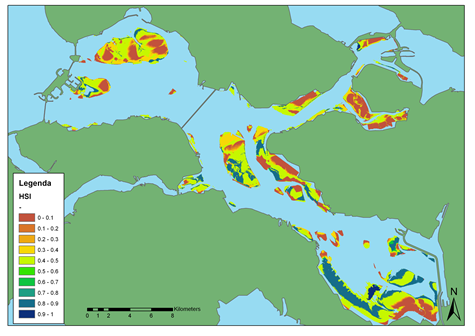 N
Legenda
HSI
-
0 - 0.1
0.1 - 0.2
0.2 - 0.3
0.3 - 0.4
0.4 - 0.5
0.5 - 0.6
0.6 - 0.7
0.7 - 0.8
0.8 - 0.9
0.9 - 1
Kilometers
0 1 2 4 6 8